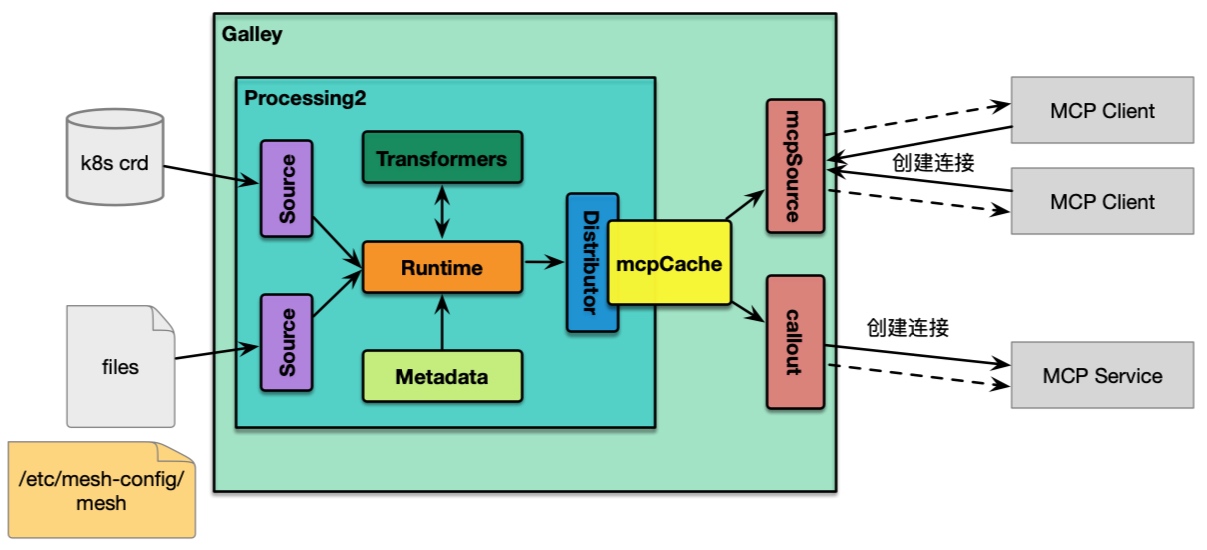 Galley
Processing2
k8s crd
Source
Transformers
Runtime
Source
Metadata
Distributor
mcpCache
mcpSource
callout
MCP Client
创建连接
MCP Client
创建连接
MCP Service
files
/etc/mesh-config/
mesh